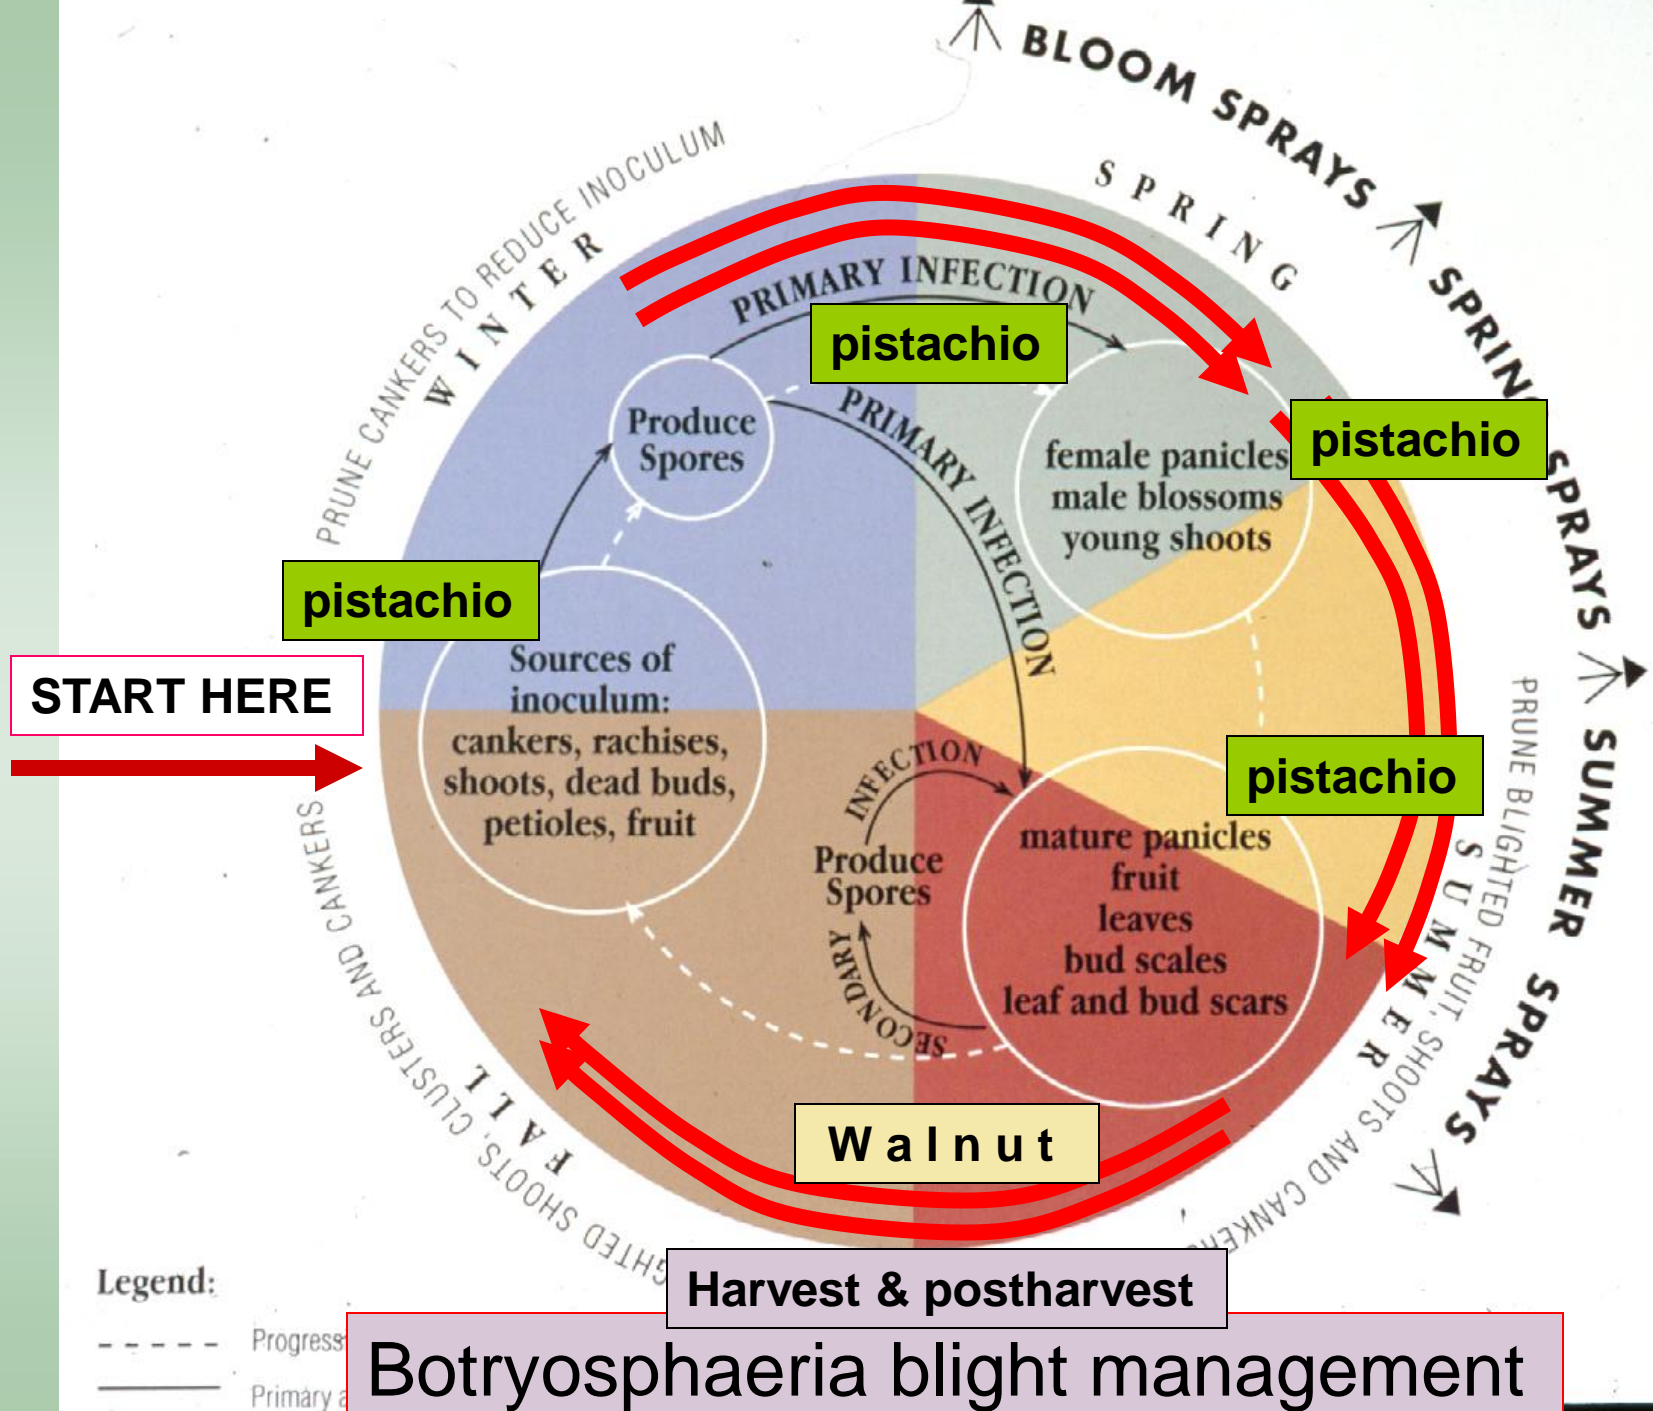 BLOOM SPRAYS
SPRING
SPRAYS
SUMMER SPRAYS
PRUNE CANKERS TO REDUCE INOCULUM
WINTER
SPRING
PRIMARY INFECTION
pistachio
PRIMARY INFECTION
Produce
Spores
female panicles
male blossoms
young shoots
pistachio
pistachio
START HERE
Sources of
inoculum:
cankers, rachises,
shoots, dead buds,
petioles, fruit
pistachio
INFECTION
Produce
Spores
SECONDARY
mature panicles
fruit
leaves
bud scales
leaf and bud scars
SUMMER
PRUNE BLIGHTED FRUIT, SHOOTS AND CANKERS
FALL
SHOOTS, CLUSTERS AND CANKERS
Walnut
Harvest & postharvest
Legend:
Progress
Primary a
Botryosphaeria blight management